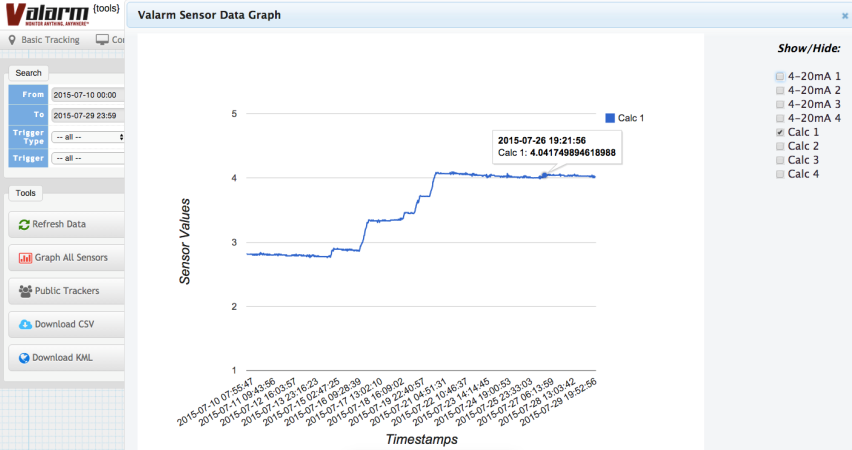 Valarm {tools}
MONITOR ANYTHING, ANYWHERE
Valarm Sensor Data Graph
Basic Tracking
Search
From 2015-07-10 00:00
To 2015-07-29 23:59
Trigger Type -- all --
Trigger -- all --
Tools
Refresh Data
Graph All Sensors
Public Trackers
Download CSV
Download KML
Sensor Values
5
4
3
2
1
Calc 1
2015-07-26 19:21:56
Calc 1: 4.041749894618988
2015-07-10 07:55:47
2015-07-11 09:43:56
2015-07-12 16:03:57
2015-07-13 23:16:23
2015-07-15 02:47:25
2015-07-16 09:28:39
2015-07-17 13:02:10
2015-07-18 16:09:02
2015-07-19 22:40:57
2015-07-21 04:51:31
2015-07-22 10:46:37
2015-07-23 14:14:45
2015-07-24 19:00:53
2015-07-25 23:33:03
2015-07-27 06:13:59
2015-07-28 13:03:42
2015-07-29 19:52:56
Timestamps
Show/Hide:
4-20mA 1
4-20mA 2
4-20mA 3
4-20mA 4
Calc 1
Calc 2
Calc 3
Calc 4